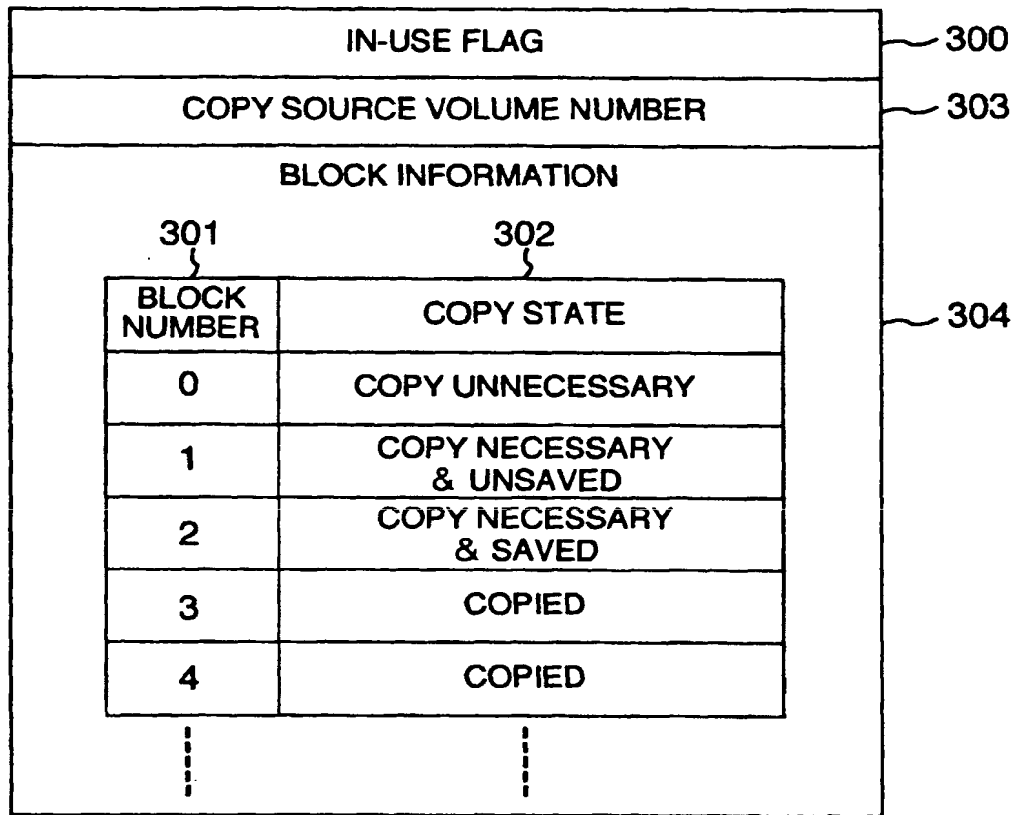 IN-USE FLAG 300
COPY SOURCE VOLUME NUMBER 303
BLOCK INFORMATION
301 302
BLOCK NUMBER COPY STATE 304
0 COPY UNNECESSARY
1 COPY NECESSARY & UNSAVED
2 COPY NECESSARY & SAVED
3 COPIED
4 COPIED